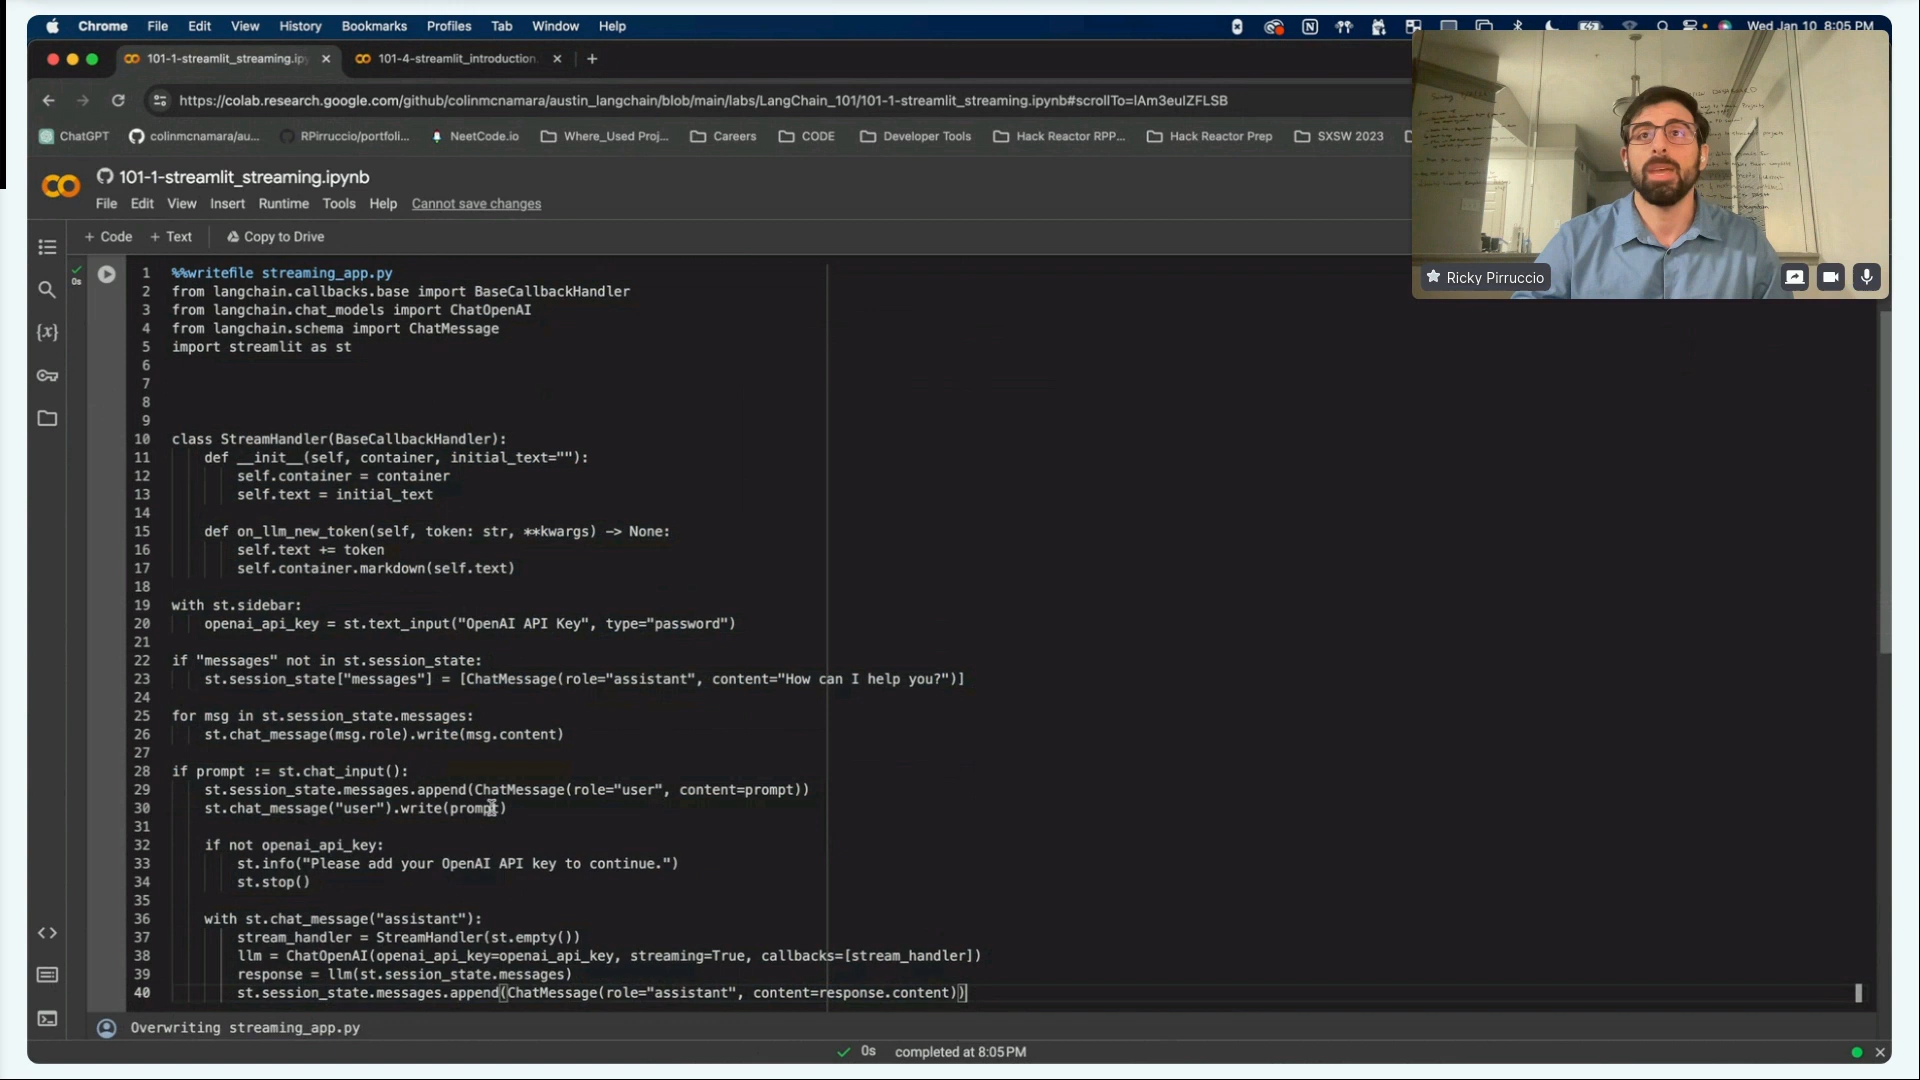 Chrome File Edit View History Bookmarks Profiles Tab Window Help Wed Jan 10 8:05 PM
101-1-streamlit_streaming.ip 101-4-streamlit_introduction.
https://colab.research.google.com/github/colinmcnamara/austin_langchain/blob/main/labs/LangChain_101/101-1-streamlit_streaming.ipynb#scrollTo=lAm3euIZFLSB
ChatGPT colinmcnamara/au... RPirruccio/portfoli... NeetCode.io Where_Used Proj... Careers CODE Developer Tools Hack Reactor RPP... Hack Reactor Prep SXSW 2023
101-1-streamlit_streaming.ipynb
File Edit View Insert Runtime Tools Help Cannot save changes
+ Code + Text Copy to Drive
Ricky Pirruccio
0s
1 %%writefile streaming_app.py
2 from langchain.callbacks.base import BaseCallbackHandler
3 from langchain.chat_models import ChatOpenAI
4 from langchain.schema import ChatMessage
5 import streamlit as st
6
7
8
9
10 class StreamHandler(BaseCallbackHandler):
11 def __init__(self, container, initial_text=""):
12 self.container = container
13 self.text = initial_text
14
15 def on_llm_new_token(self, token: str, **kwargs) -> None:
16 self.text += token
17 self.container.markdown(self.text)
18
19 with st.sidebar:
20 openai_api_key = st.text_input("OpenAI API Key", type="password")
21
22 if "messages" not in st.session_state:
23 st.session_state["messages"] = [ChatMessage(role="assistant", content="How can I help you?")]
24
25 for msg in st.session_state.messages:
26 st.chat_message(msg.role).write(msg.content)
27
28 if prompt := st.chat_input():
29 st.session_state.messages.append(ChatMessage(role="user", content=prompt))
30 st.chat_message("user").write(prompt)
31
32 if not openai_api_key:
33 st.info("Please add your OpenAI API key to continue.")
34 st.stop()
35
36 with st.chat_message("assistant"):
37 stream_handler = StreamHandler(st.empty())
38 llm = ChatOpenAI(openai_api_key=openai_api_key, streaming=True, callbacks=[stream_handler])
39 response = llm(st.session_state.messages)
40 st.session_state.messages.append(ChatMessage(role="assistant", content=response.content))
Overwriting streaming_app.py
0s completed at 8:05 PM